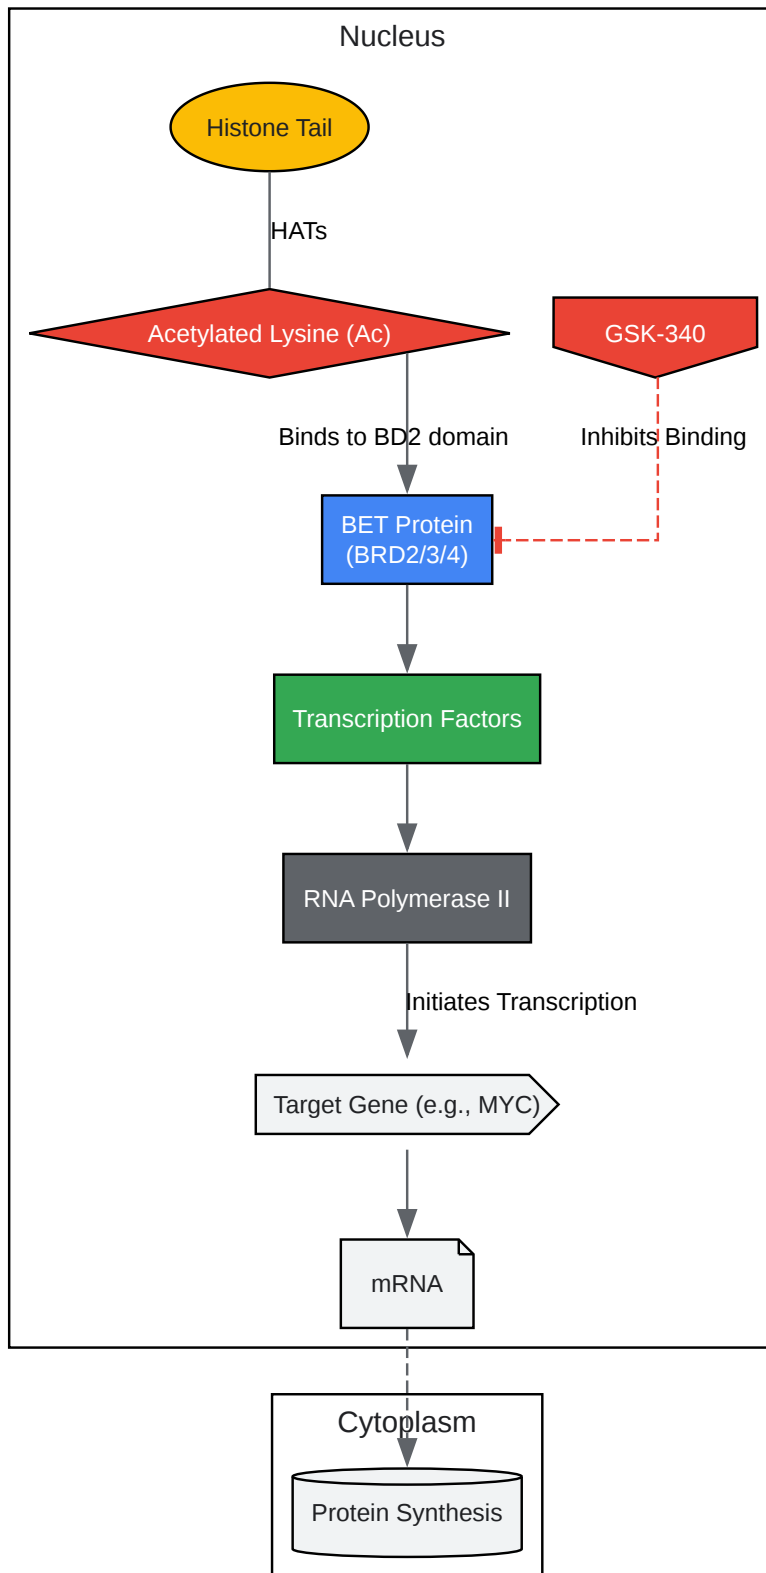 Nucleus
Histone Tail
HATs
Acetylated Lysine (Ac)
GSK-340
Binds to BD2 domain
Inhibits Binding
BET Protein
(BRD2/3/4)
Transcription Factors
RNA Polymerase II
Initiates Transcription
Target Gene (e.g., MYC)
mRNA
Cytoplasm
Protein Synthesis